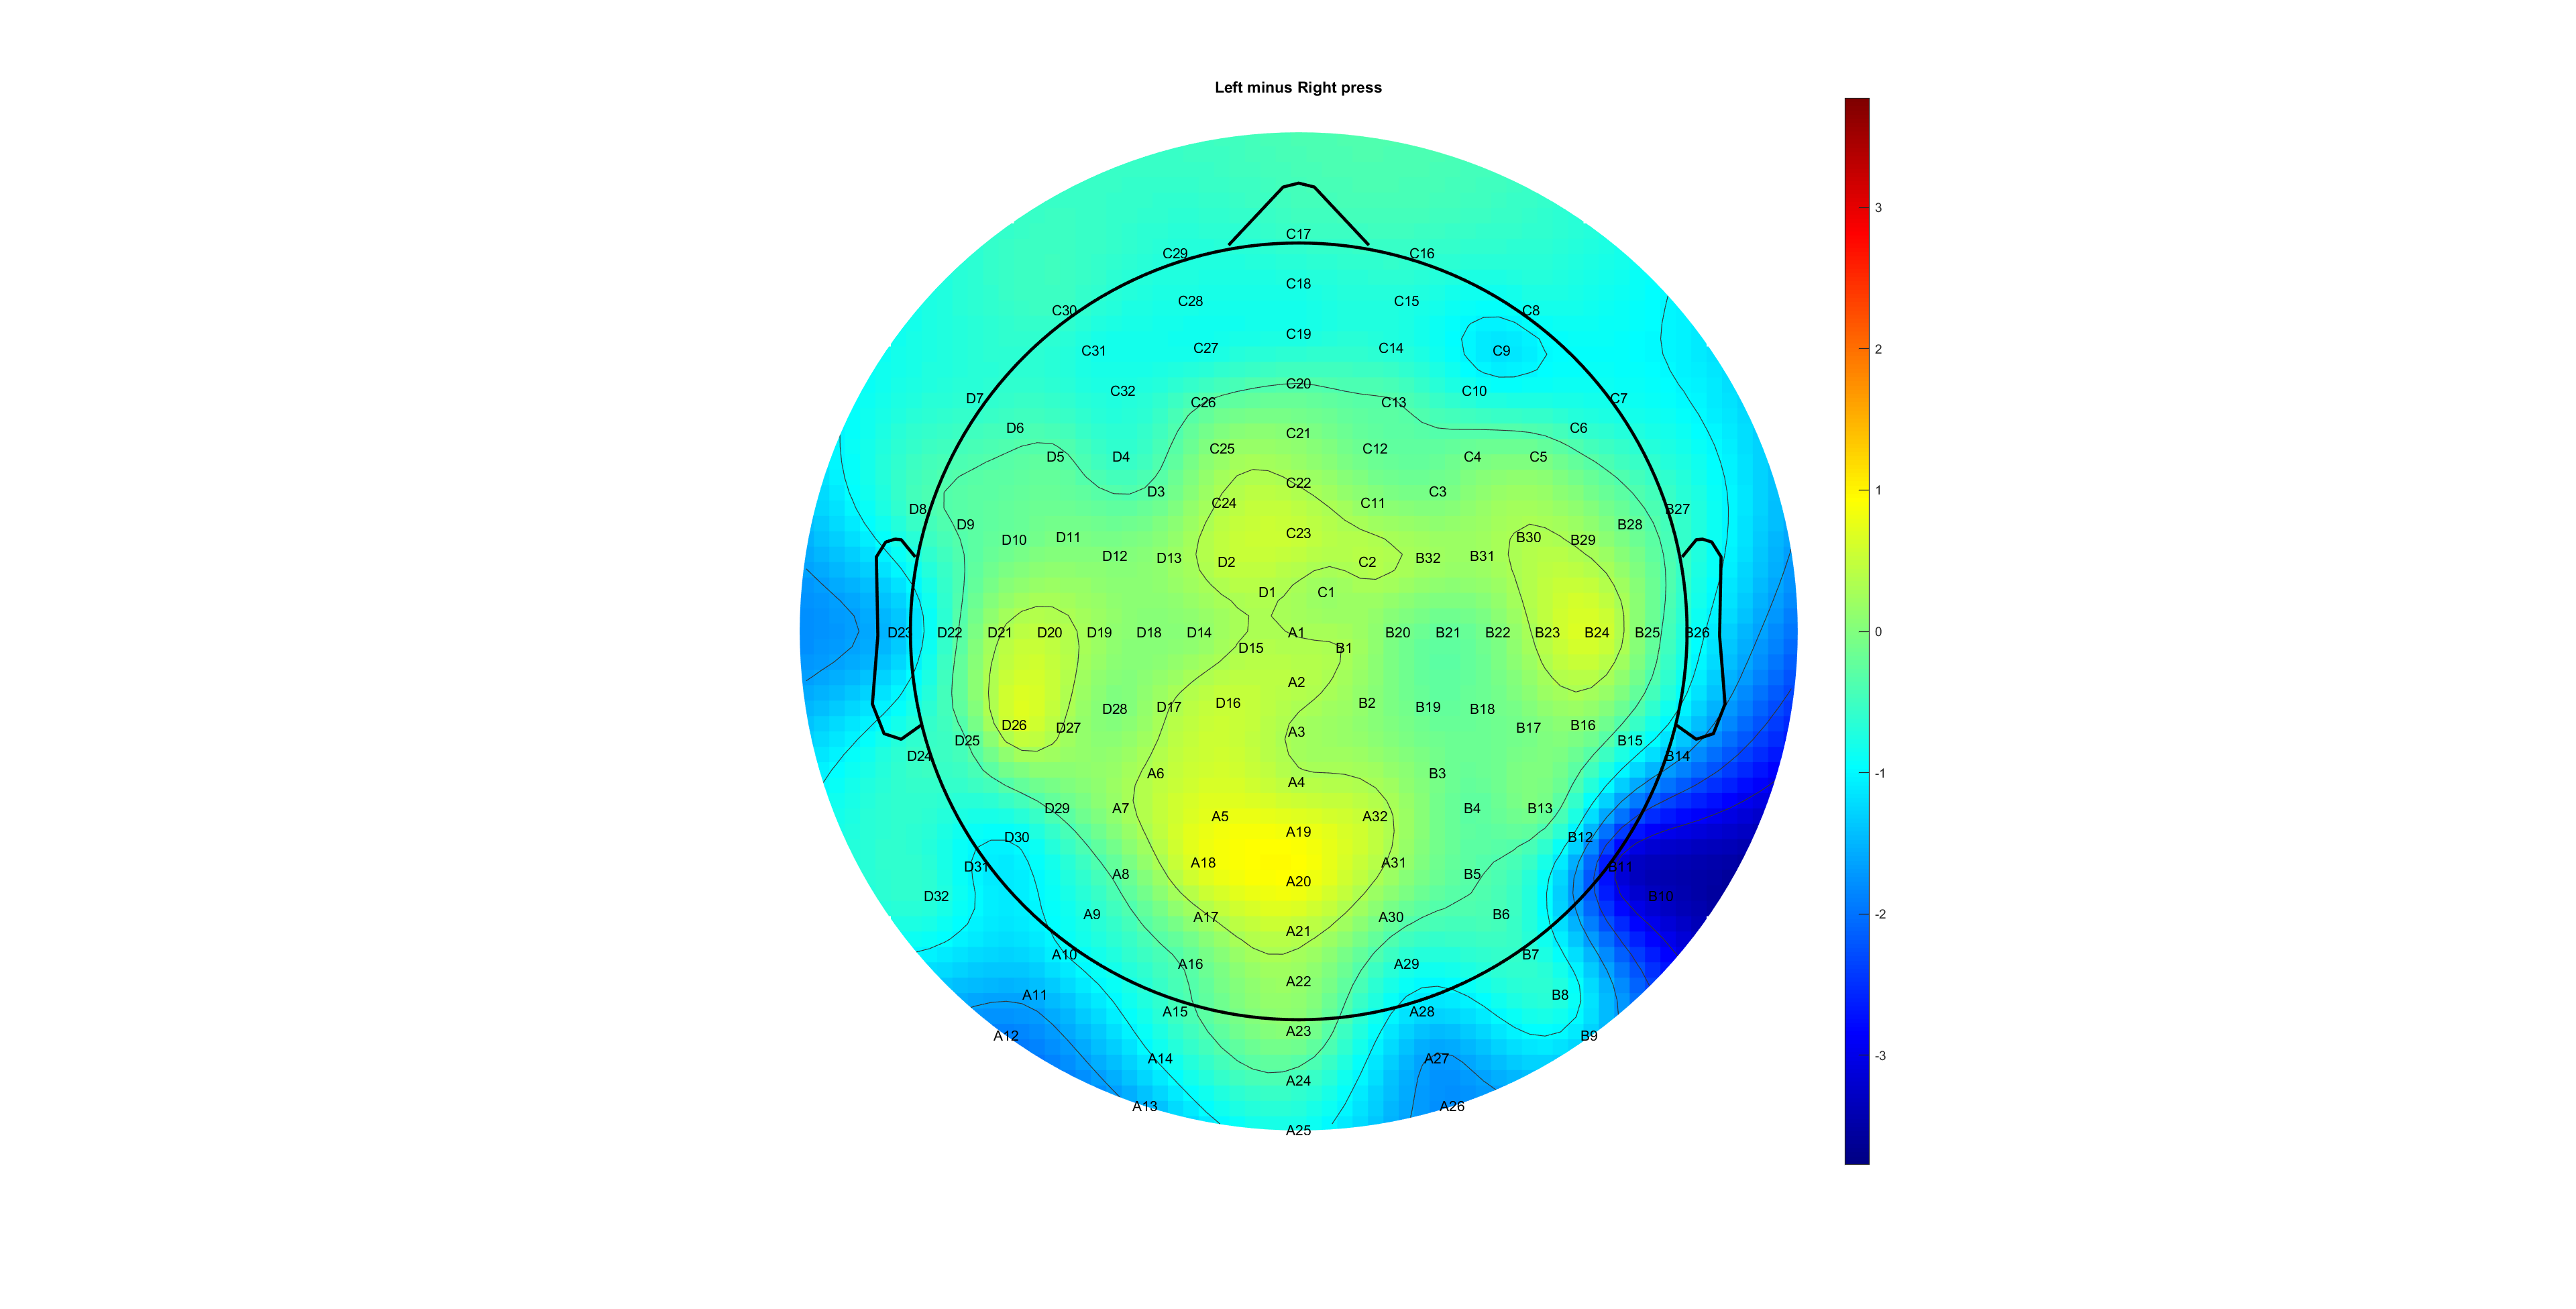 Left minus Right press
3
2
1
0
-1
-2
-3
C17
C29 C16
C18
C28 C15
C30 C8
C19
C31 C27 C14 C9
C20
C32 C10
D7 C26 C13 C7
D6 C21 C6
C25 C12
D5 D4 C4 C5
C22
D3 C3
C24 C11
D8 B27
D9 B28
C23
D10 D11 B30 B29
D12 D13 D2 C2 B32 B31
D1 C1
D23 D22 D21 D20 D19 D18 D14 A1 B20 B21 B22 B23 B24 B25 B26
D15 B1
A2
D16 B2
D28 D17 B19 B18
D26 D27 A3 B17 B16
D25 B15
D24 B14
A6 B3
A4
D29 A7 B4 B13
A5 A32
D30 A19 B12
D31 A18 A31 B11
A8 B5
A20
D32 B10
A9 A17 A30 B6
A21
A10 B7
A16 A29
A22
A11 B8
A15 A28
A12 A23 B9
A14 A27
A24
A13 A26
A25